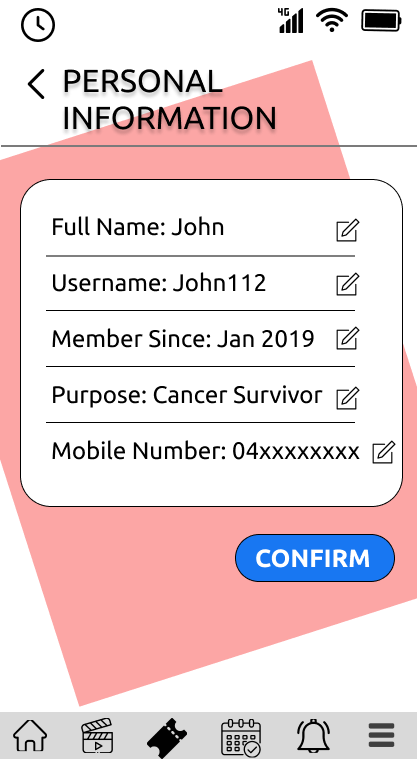 4G
PERSONAL
INFORMATION
Full Name: John
Username: John112
Member Since: Jan 2019
Purpose: Cancer Survivor
Mobile Number: 04xxxxxxxx
CONFIRM